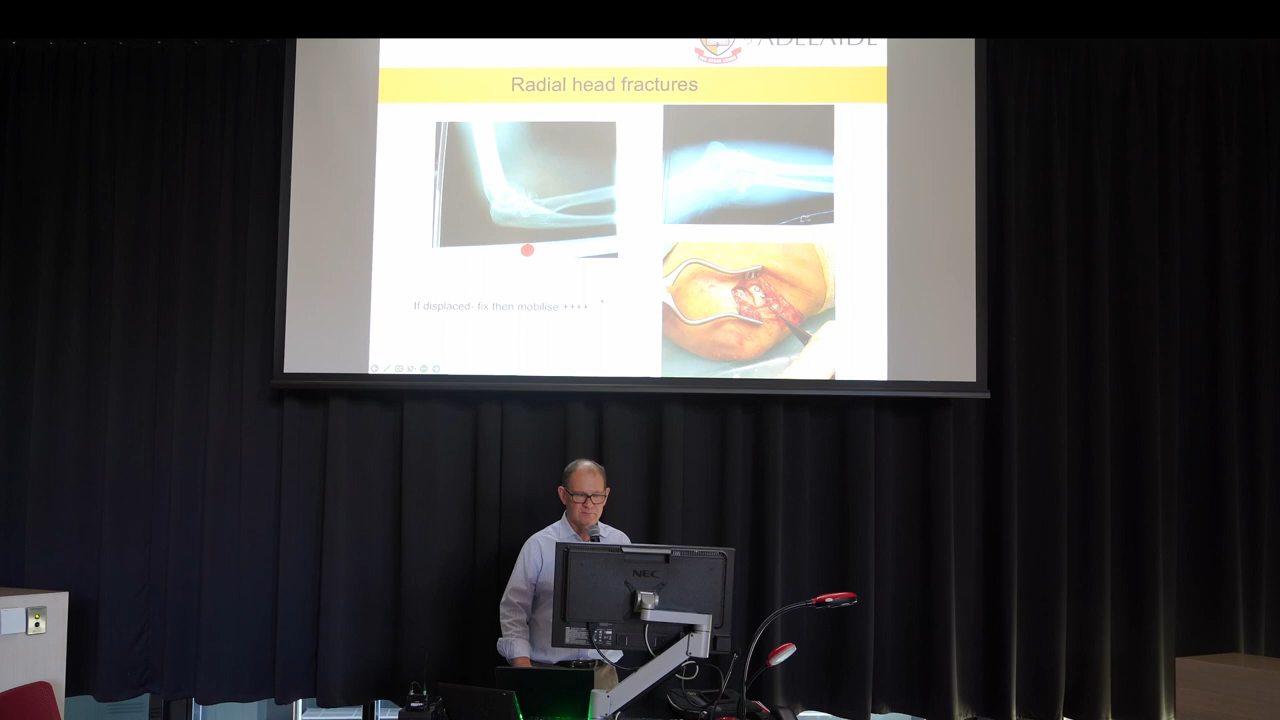 ADELAIDE
Radial head fractures
If displaced- fix then mobilise ++++
NEC